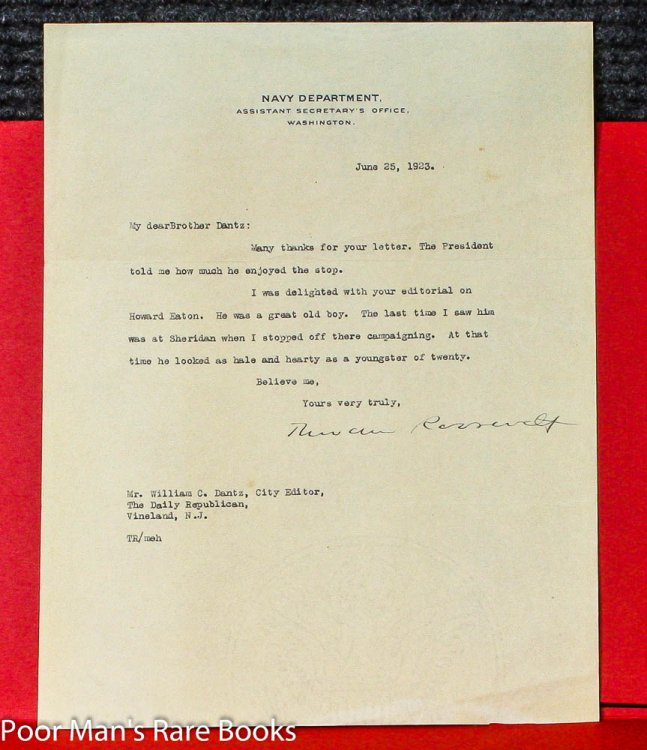 NAVY DEPARTMENT,
ASSISTANT SECRETARY'S OFFICE,
WASHINGTON.
June 25, 1923.
My dearBrother Dantz:
Many thanks for your letter. The President
told me how much he enjoyed the stop.
I was delighted with your editorial on
Howard Eaton. He was a great old boy. The last time I saw him
was at Sheridan when I stopped off there campaigning. At that
time he looked as hale and hearty as a youngster of twenty.
Believe me,
Yours very truly,
Theodore Roosevelt
Mr. William C. Dantz, City Editor,
The Daily Republican,
Vineland, N.J.
TR/meh
Poor Man's Rare Books